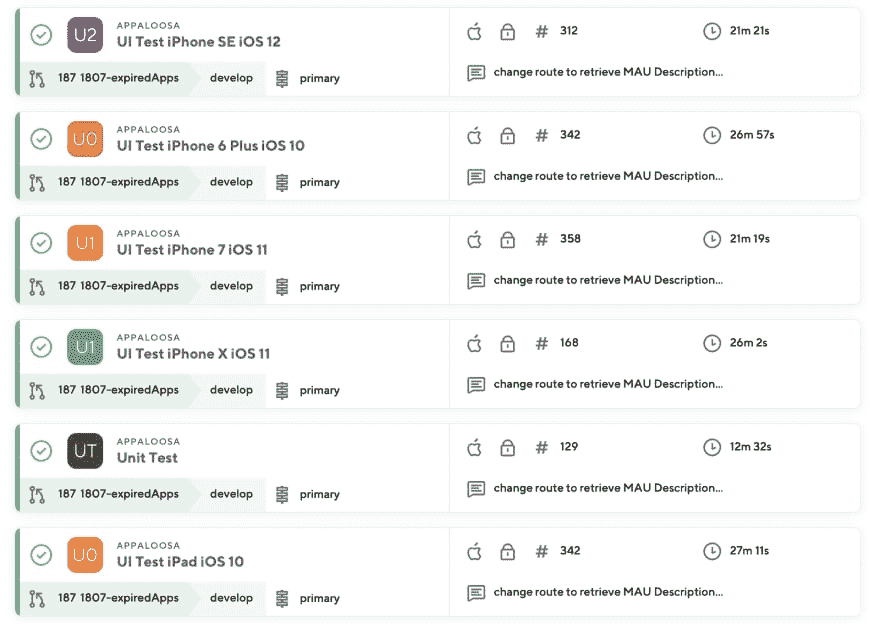 U2
APPALOOSA
UI Test iPhone SE iOS 12
187 1807-expiredApps develop primary
# 312 21m 21s
change route to retrieve MAU Description...
U0
APPALOOSA
UI Test iPhone 6 Plus iOS 10
187 1807-expiredApps develop primary
# 342 26m 57s
change route to retrieve MAU Description...
U1
APPALOOSA
UI Test iPhone 7 iOS 11
187 1807-expiredApps develop primary
# 358 21m 19s
change route to retrieve MAU Description...
U1
APPALOOSA
UI Test iPhone X iOS 11
187 1807-expiredApps develop primary
# 168 26m 2s
change route to retrieve MAU Description...
UT
APPALOOSA
Unit Test
187 1807-expiredApps develop primary
# 129 12m 32s
change route to retrieve MAU Description...
U0
APPALOOSA
UI Test iPad iOS 10
187 1807-expiredApps develop primary
# 342 27m 11s
change route to retrieve MAU Description...